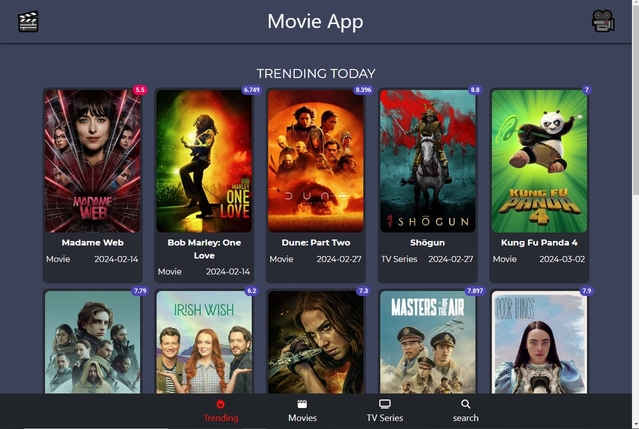 Movie App
TRENDING TODAY
5.5
6.749
8.396
8.8
7
MADAME WEB
BOB MARLEY: ONE LOVE
DUNE
SHŌGUN
KUNG FU PANDA 4
Madame Web
Bob Marley: One Love
Dune: Part Two
Shōgun
Kung Fu Panda 4
Movie 2024-02-14
Movie 2024-02-14
Movie 2024-02-27
TV Series 2024-02-27
Movie 2024-03-02
7.79
6.2
7.3
7.897
7.9
IRISH WISH
MASTERS OF THE AIR
POOR THINGS
Trending
Movies
TV Series
search